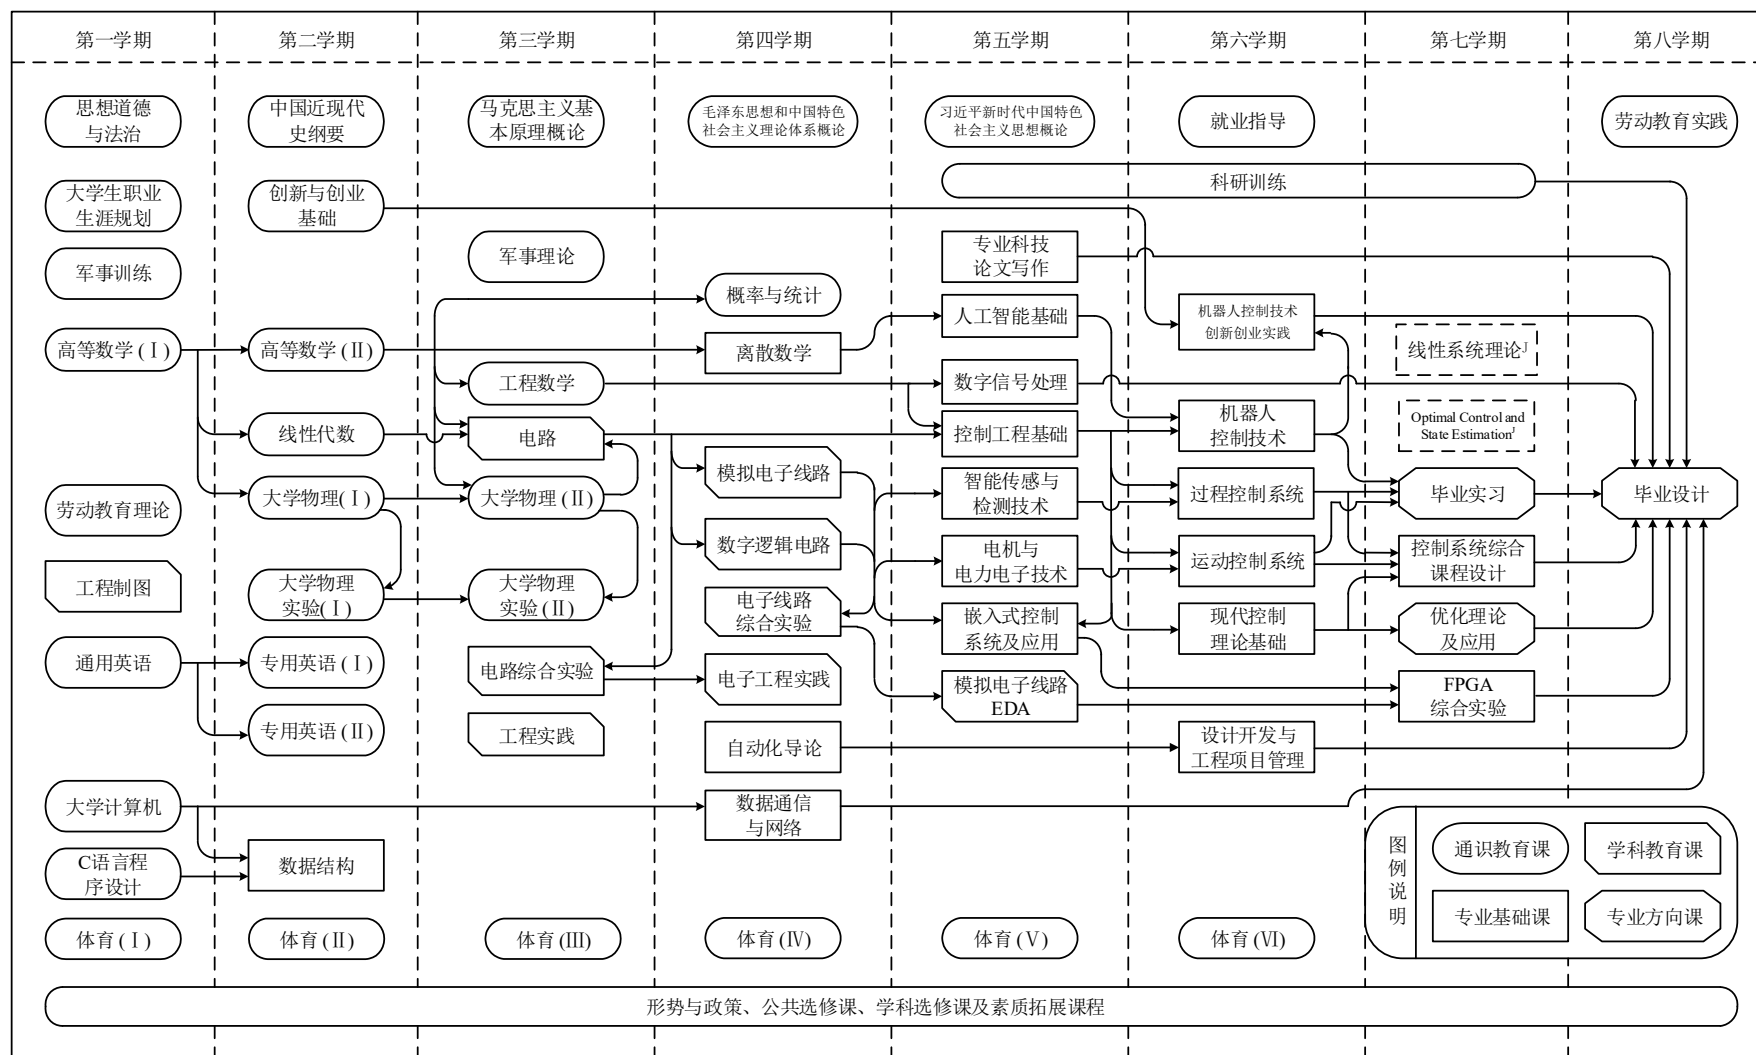 第一学期
第二学期
第三学期
第四学期
第五学期
第六学期
第七学期
第八学期
思想道德
与法治
中国近现代
史纲要
马克思主义基
本原理概论
毛泽东思想和中国特色
社会主义理论体系概论
习近平新时代中国特色
社会主义思想概论
就业指导
劳动教育实践
科研训练
大学生职业
生涯规划
创新与创业
基础
军事理论
专业科技
论文写作
军事训练
概率与统计
人工智能基础
机器人控制技术
创新创业实践
高等数学(Ⅰ)
高等数学(Ⅱ)
离散数学
线性系统理论J
工程数学
数字信号处理
线性代数
电路
控制工程基础
机器人
控制技术
Optimal Control and
State EstimationJ
模拟电子线路
大学物理(Ⅰ)
大学物理(Ⅱ)
智能传感与
检测技术
过程控制系统
毕业实习
毕业设计
劳动教育理论
数字逻辑电路
电机与
电力电子技术
运动控制系统
控制系统综合
课程设计
工程制图
大学物理
实验(Ⅰ)
大学物理
实验(Ⅱ)
电子线路
综合实验
嵌入式控制
系统及应用
现代控制
理论基础
优化理论
及应用
通用英语
专用英语(Ⅰ)
电路综合实验
电子工程实践
模拟电子线路
EDA
FPGA
综合实验
专用英语(Ⅱ)
工程实践
自动化导论
设计开发与
工程项目管理
大学计算机
数据通信
与网络
C语言程
序设计
数据结构
图例说明
通识教育课
学科教育课
专业基础课
专业方向课
体育(Ⅰ)
体育(Ⅱ)
体育(Ⅲ)
体育(Ⅳ)
体育(Ⅴ)
体育(Ⅵ)
形势与政策、公共选修课、学科选修课及素质拓展课程